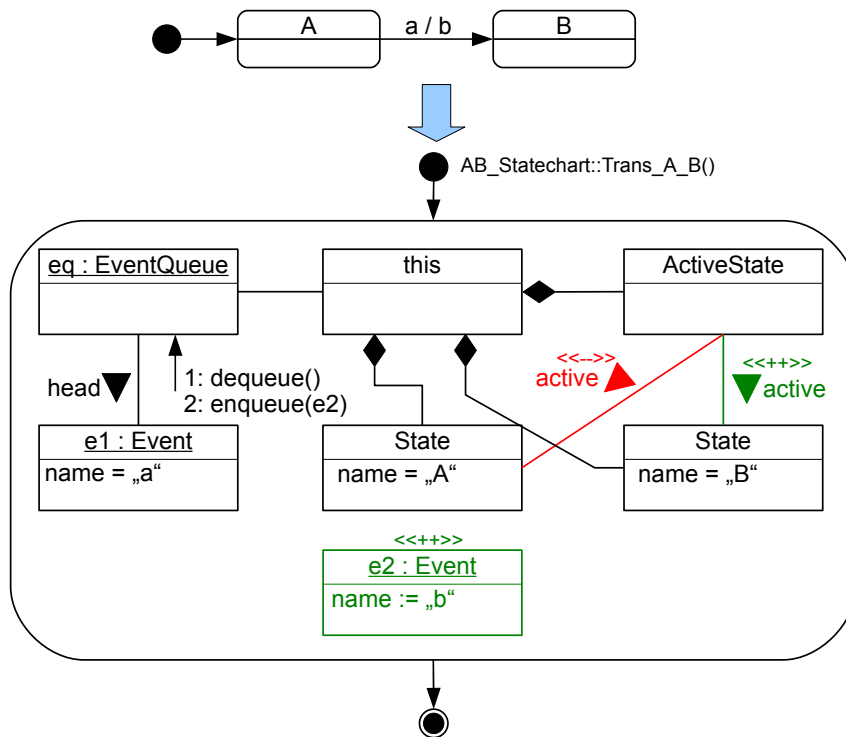 A
a / b
B
AB_Statechart::Trans_A_B()
eq : EventQueue
this
ActiveState
head
1: dequeue()
2: enqueue(e2)
<<-->>
active
<<++>>
active
e1 : Event
name = „a“
State
name = „A“
State
name = „B“
<<++>>
e2 : Event
name := „b“